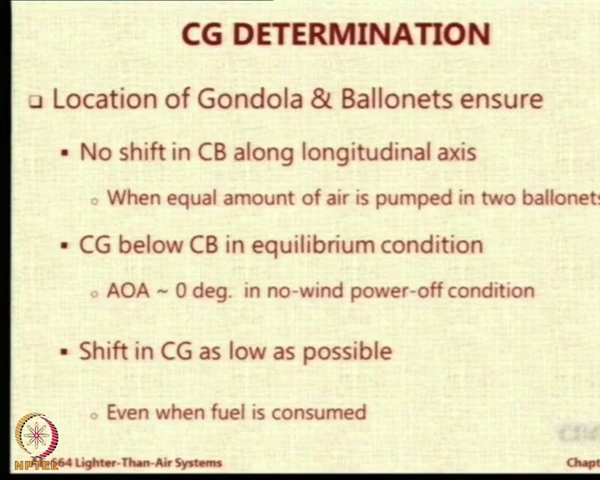 CG DETERMINATION
❑ Location of Gondola & Ballonets ensure
▪ No shift in CB along longitudinal axis
○ When equal amount of air is pumped in two ballonets
▪ CG below CB in equilibrium condition
○ AOA ~ 0 deg. in no-wind power-off condition
▪ Shift in CG as low as possible
○ Even when fuel is consumed
NPTEL
664 Lighter-Than-Air Systems
Chapt